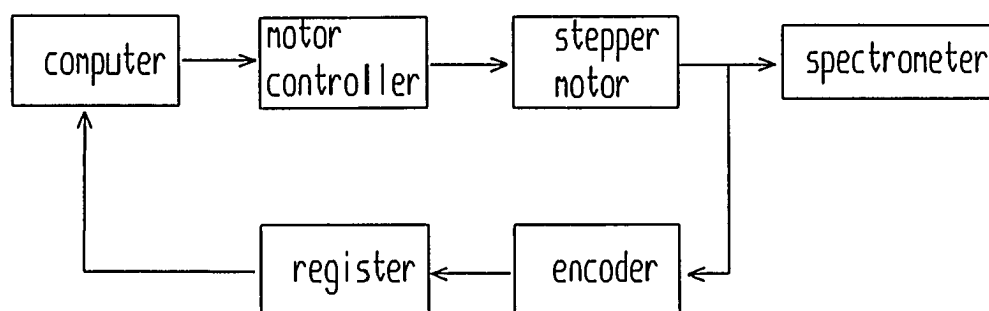 computer
motor
controller
stepper
motor
spectrometer
register
encoder